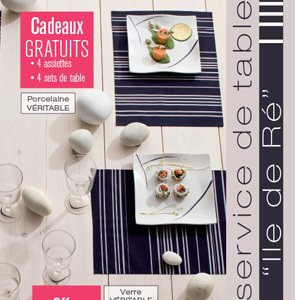 Cadeaux
GRATUITS
• 4 assiettes
• 4 sets de table
Porcelaine
VÉRITABLE
service de table
“Ile de Ré”
Verre
VÉRITABLE